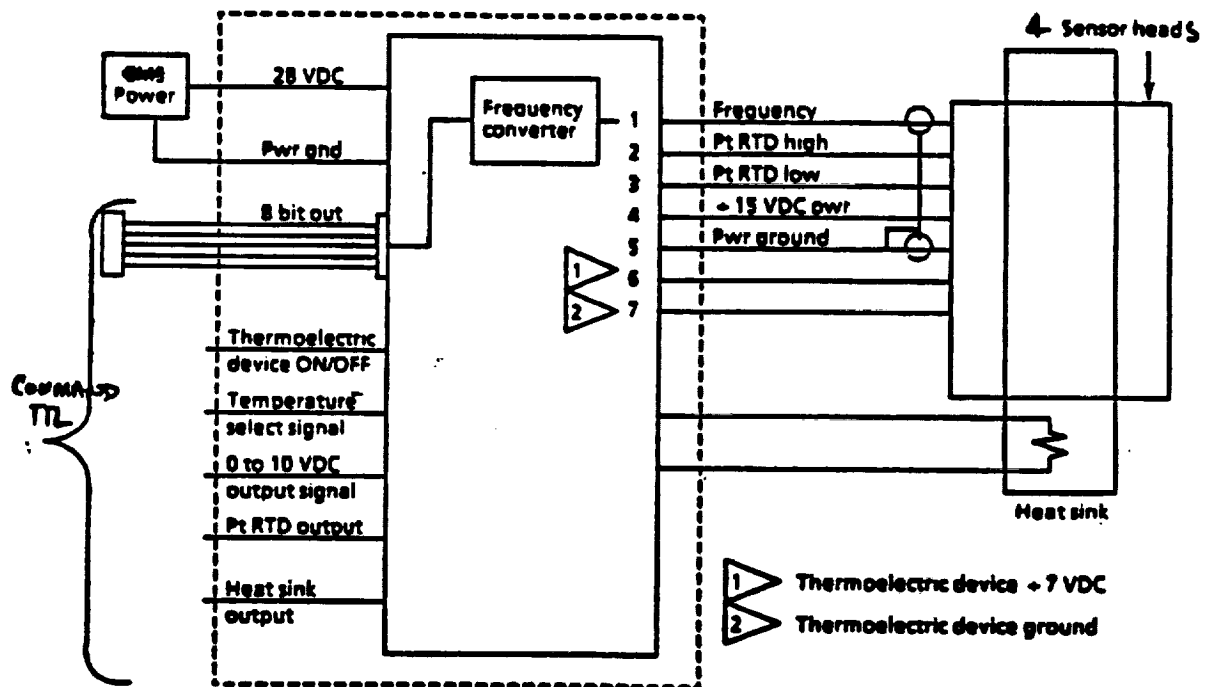 4 Sensor heads
Power
28 VDC
Pwr gnd
8 bit out
Frequency
converter
1
2
3
4
5
6
7
Frequency
Pt RTD high
Pt RTD low
+ 15 VDC pwr
Pwr ground
1
2
Thermoelectric
device ON/OFF
Temperature
select signal
0 to 10 VDC
output signal
Pt RTD output
Heat sink
output
COMMAND
TTL
Heat sink
1 Thermoelectric device + 7 VDC
2 Thermoelectric device ground